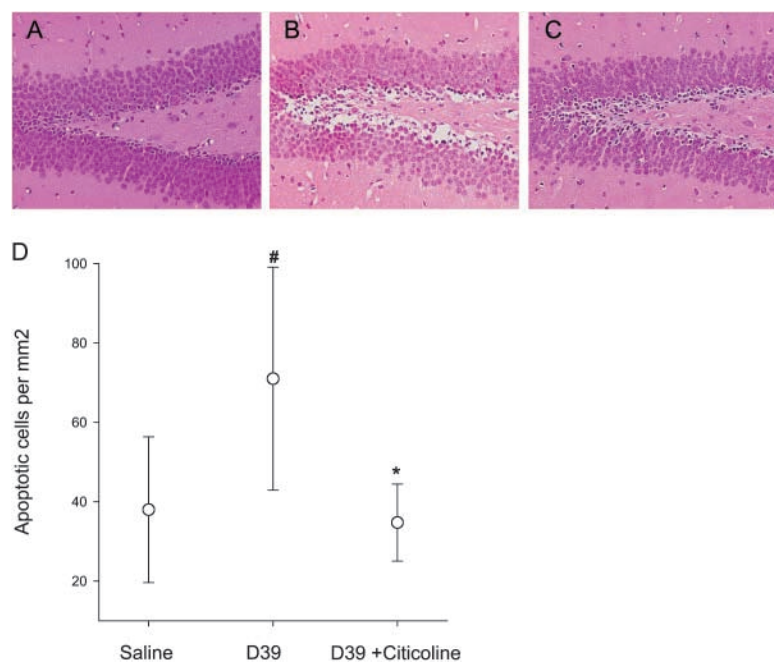 A
B
C
D
100
80
60
40
20
Apoptotic cells per mm2
#
*
Saline
D39
D39 +Citicoline